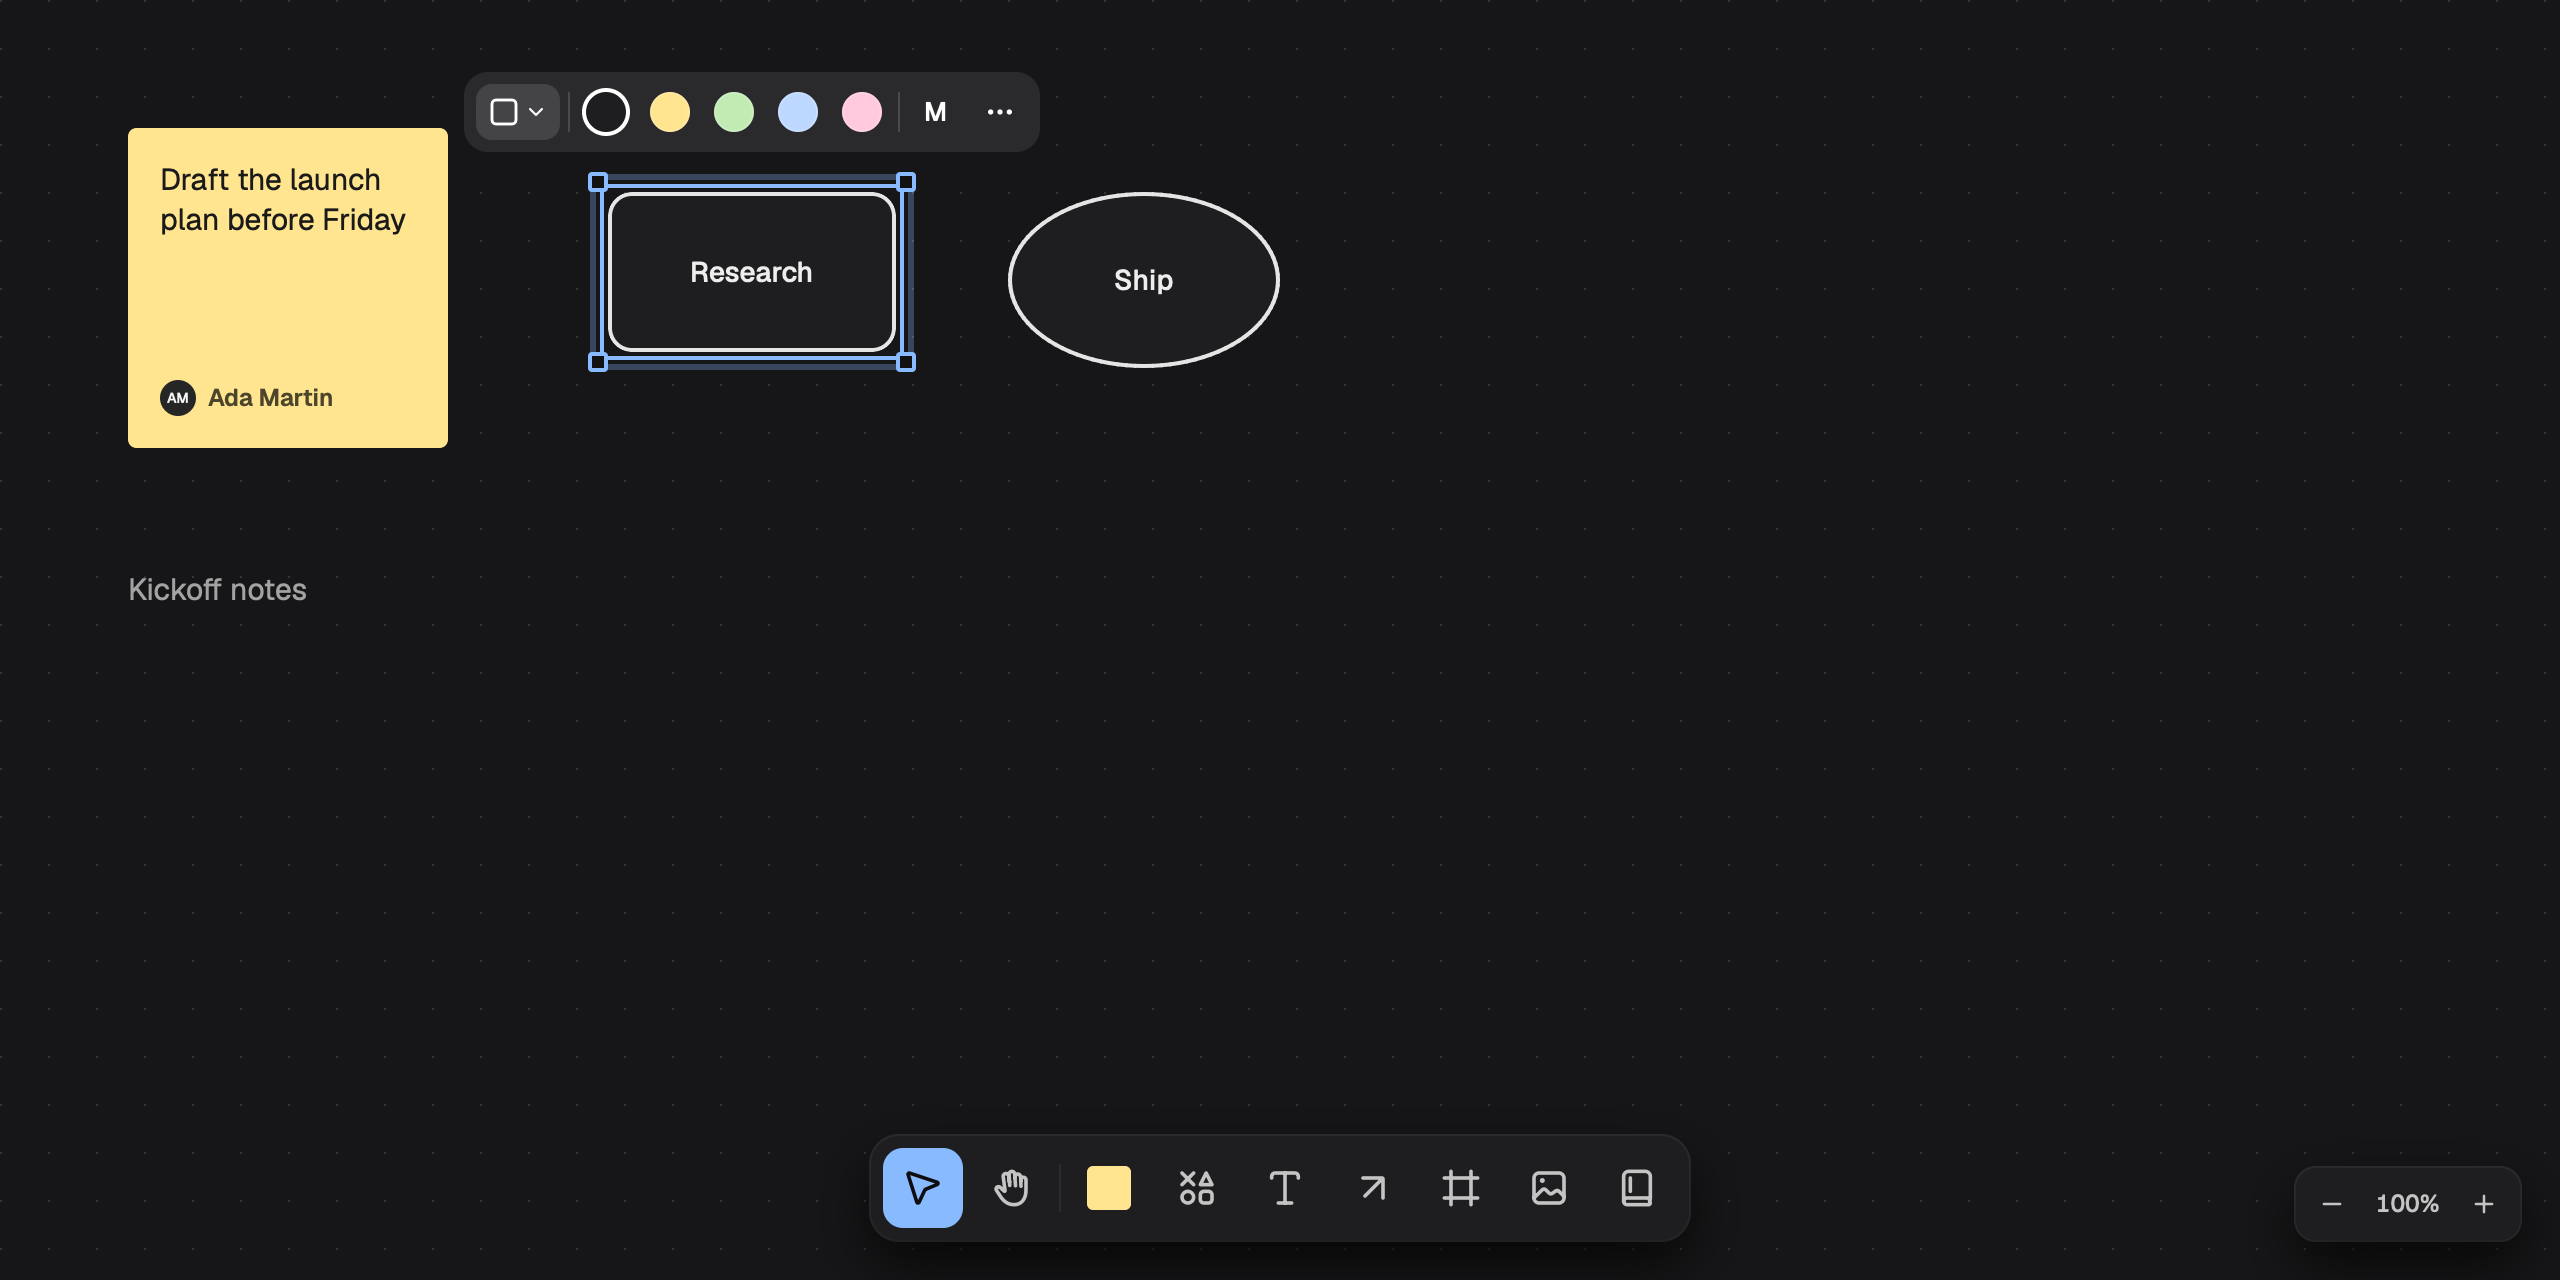 M
Draft the launch
plan before Friday
AM Ada Martin
Research
Ship
Kickoff notes
100%